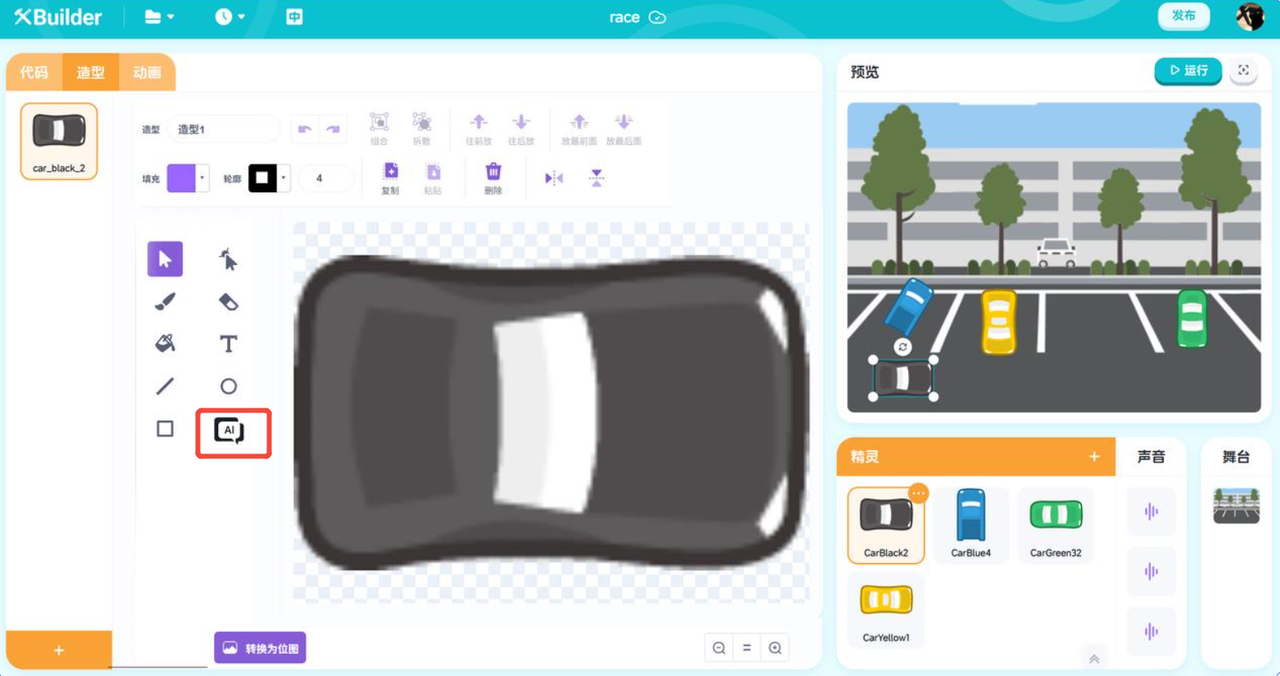 XBuilder
中
race
发布
代码
造型
动画
car_black_2
造型
造型1
组合
拆散
往前放
往后放
放最前面
放最后面
填充
轮廓
4
复制
粘贴
删除
T
AI
转换为位图
预览
运行
精灵
声音
舞台
CarBlack2
CarBlue4
CarGreen32
CarYellow1